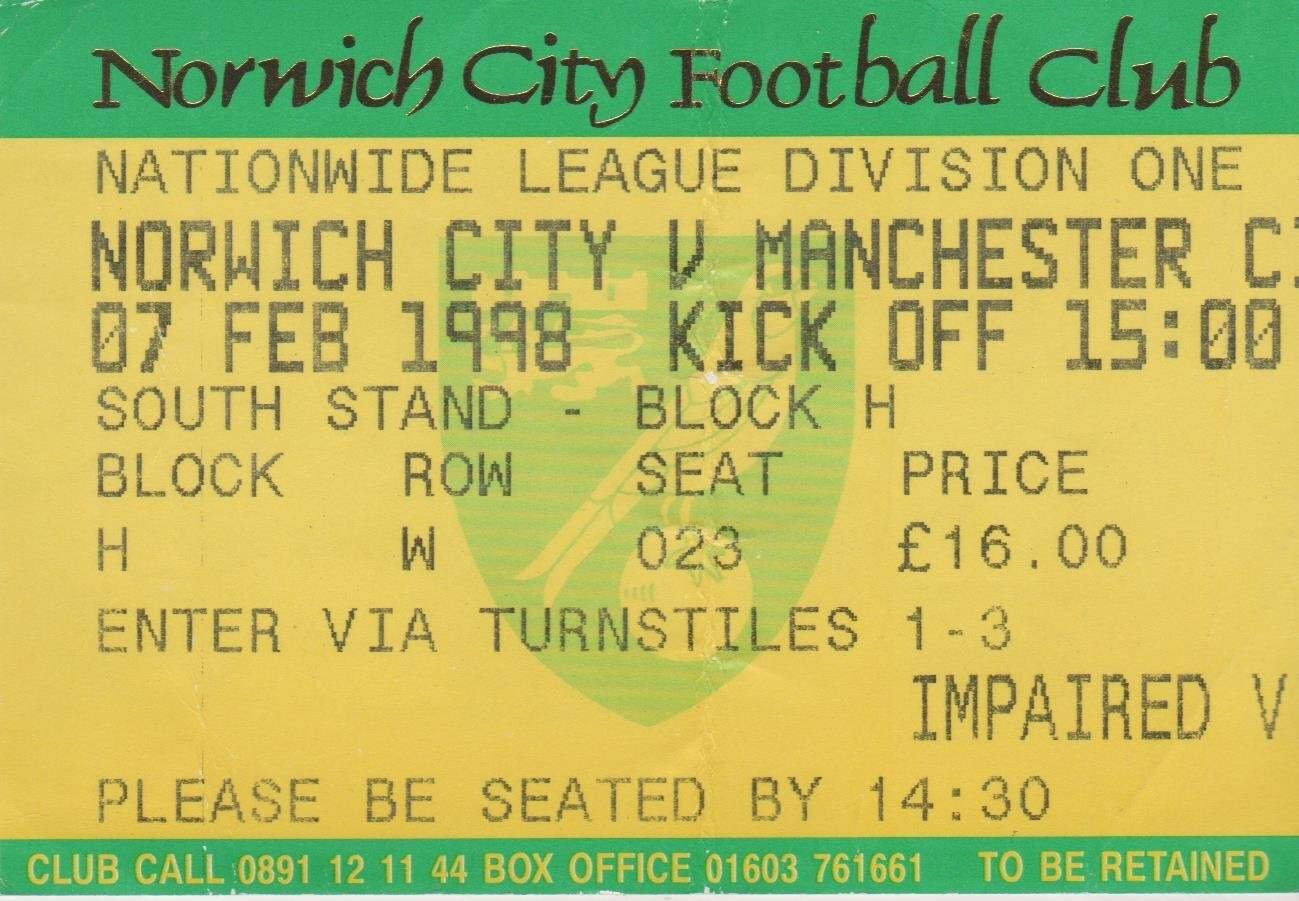 Norwich City Football Club
NATIONWIDE LEAGUE DIVISION ONE
NORWICH CITY V MANCHESTER CI
07 FEB 1998 KICK OFF 15:00
SOUTH STAND - BLOCK H
BLOCK ROW SEAT PRICE
H W 023 £16.00
ENTER VIA TURNSTILES 1-3
IMPAIRED V
PLEASE BE SEATED BY 14:30
CLUB CALL 0891 12 11 44 BOX OFFICE 01603 761661 TO BE RETAINED